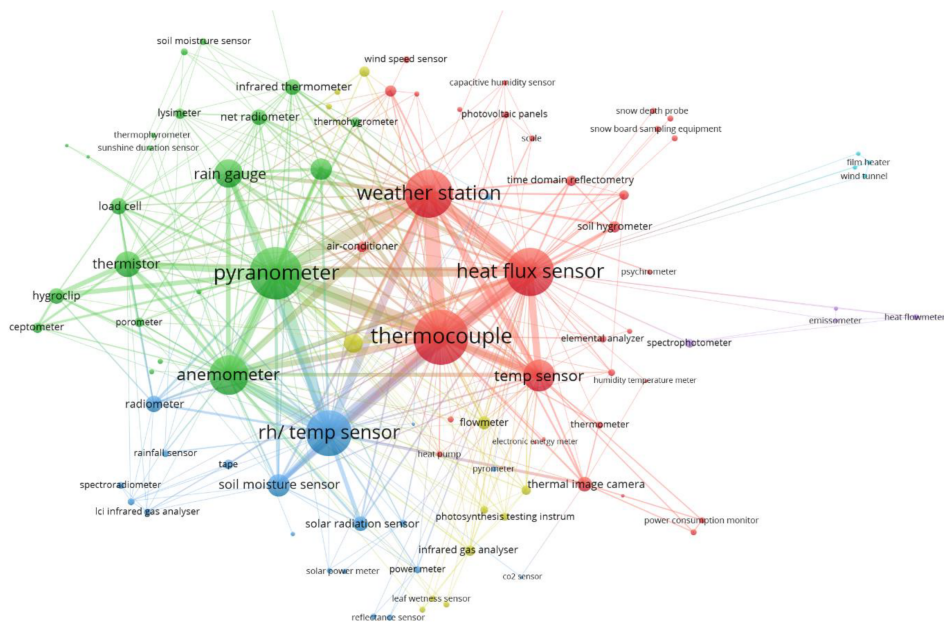 soil moistrure sensor
wind speed sensor
infrared thermometer
capacitive humidity sensor
lysimeter
net radiometer
thermohygrometer
photovoltaic panels
snow depth probe
snow board sampling equipment
thermophyrometer
sunshine duration sensor
scale
film heater
wind tunnel
rain gauge
weather station
time domain reflectometry
load cell
soil hygrometer
air-conditioner
thermistor
pyranometer
heat flux sensor
psychrometer
hygroclip
ceptometer
porometer
thermocouple
emissometer
heat flowmeter
elemental analyzer
spectrophotometer
anemometer
temp sensor
humidity temperature meter
radiometer
flowmeter
thermometer
rh/ temp sensor
electronic energy meter
rainfall sensor
heat pump
tape
pyrometer
spectroradiometer
soil moisture sensor
thermal image camera
lci infrared gas analyser
solar radiation sensor
photosynthesis testing instrum
power consumption monitor
infrared gas analyser
solar power meter
power meter
co2 sensor
leaf wetness sensor
reflectance sensor